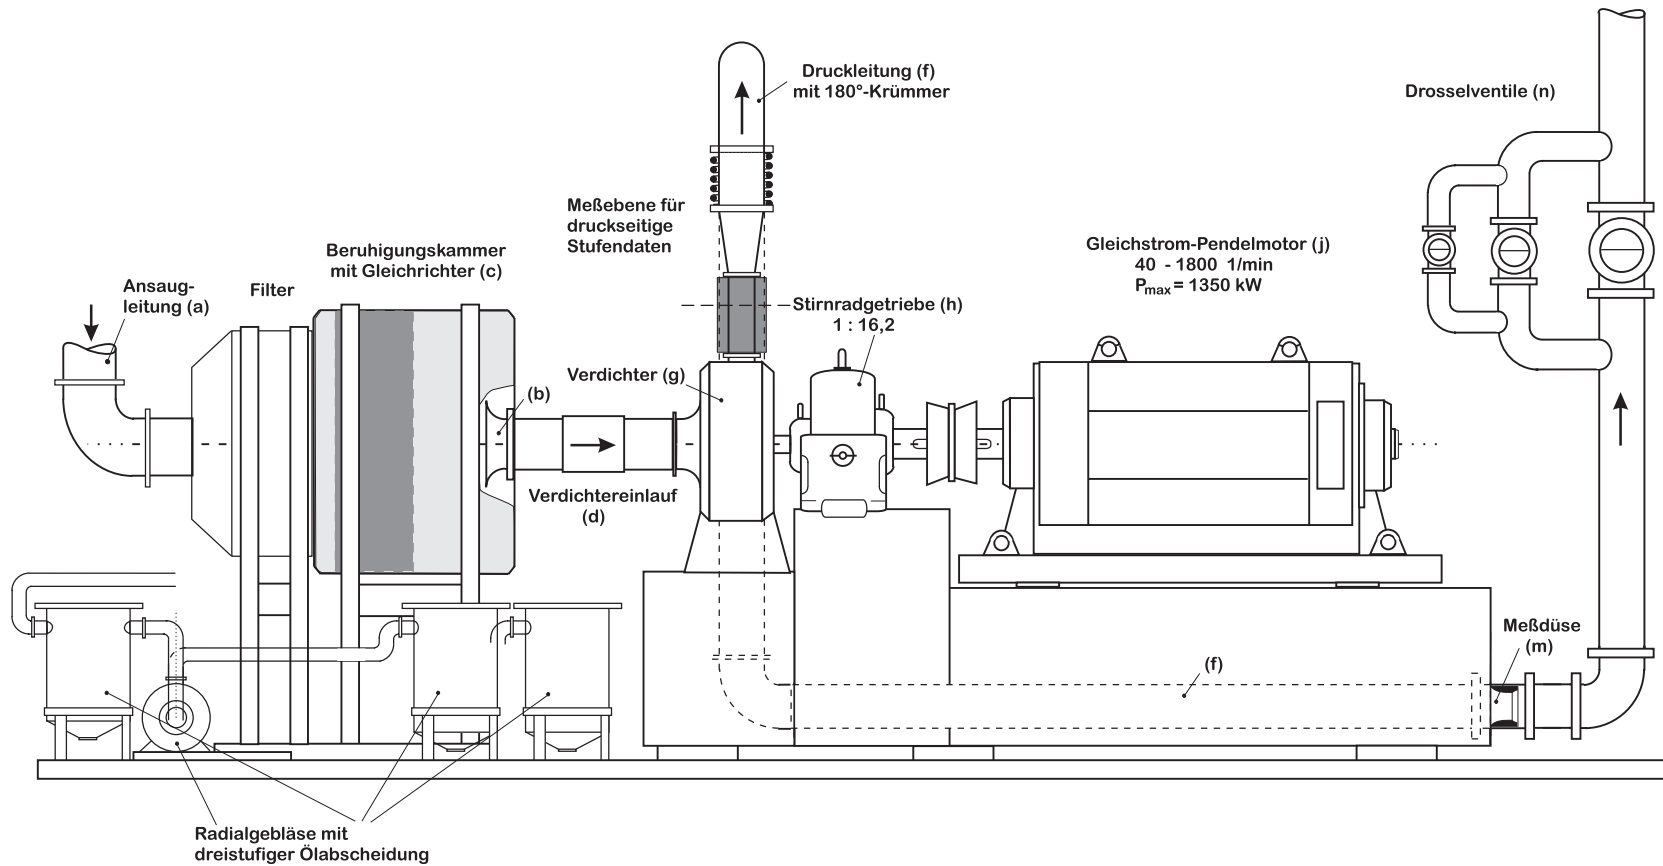 Druckleitung (f)
mit 180°-Krümmer
Drosselventile (n)
Meßebene für
druckseitige
Stufendaten
Beruhigungskammer
mit Gleichrichter (c)
Gleichstrom-Pendelmotor (j)
40 - 1800 1/min
Pmax = 1350 kW
Ansaug-
leitung (a)
Filter
Stirnradgetriebe (h)
1 : 16,2
Verdichter (g)
(b)
Verdichtereinlauf
(d)
Meßdüse
(m)
(f)
Radialgebläse mit
dreistufiger Ölabscheidung